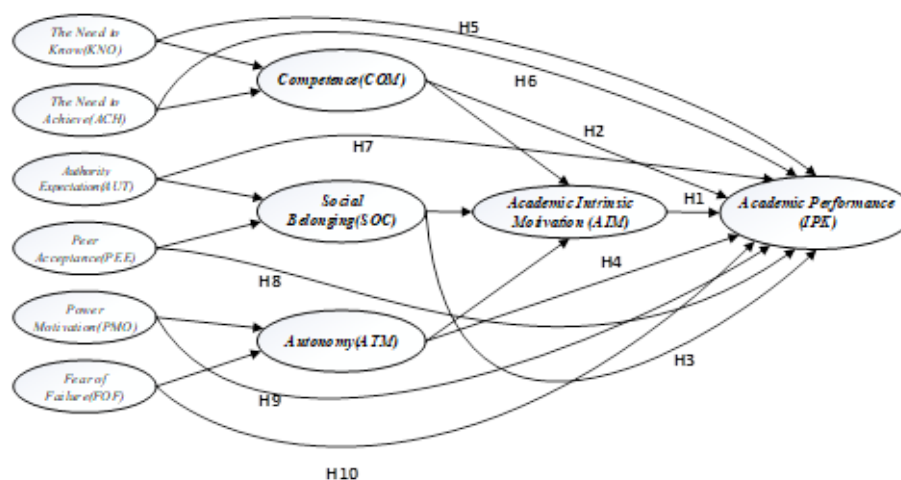 H5
The Need to
Know(KNO)
Competence(COM)
H6
The Need to
Achieve(ACH)
H2
H7
Authority
Expectation(AUT)
Social
Belonging(SOC)
Academic Intrinsic
Motivation (AIM)
H1
Academic Performance
(IPK)
Peer
Acceptance(PEE)
H8
H4
Power
Motivation(PMO)
Autonomy(ATM)
H3
Fear of
Failure(FOF)
H9
H10